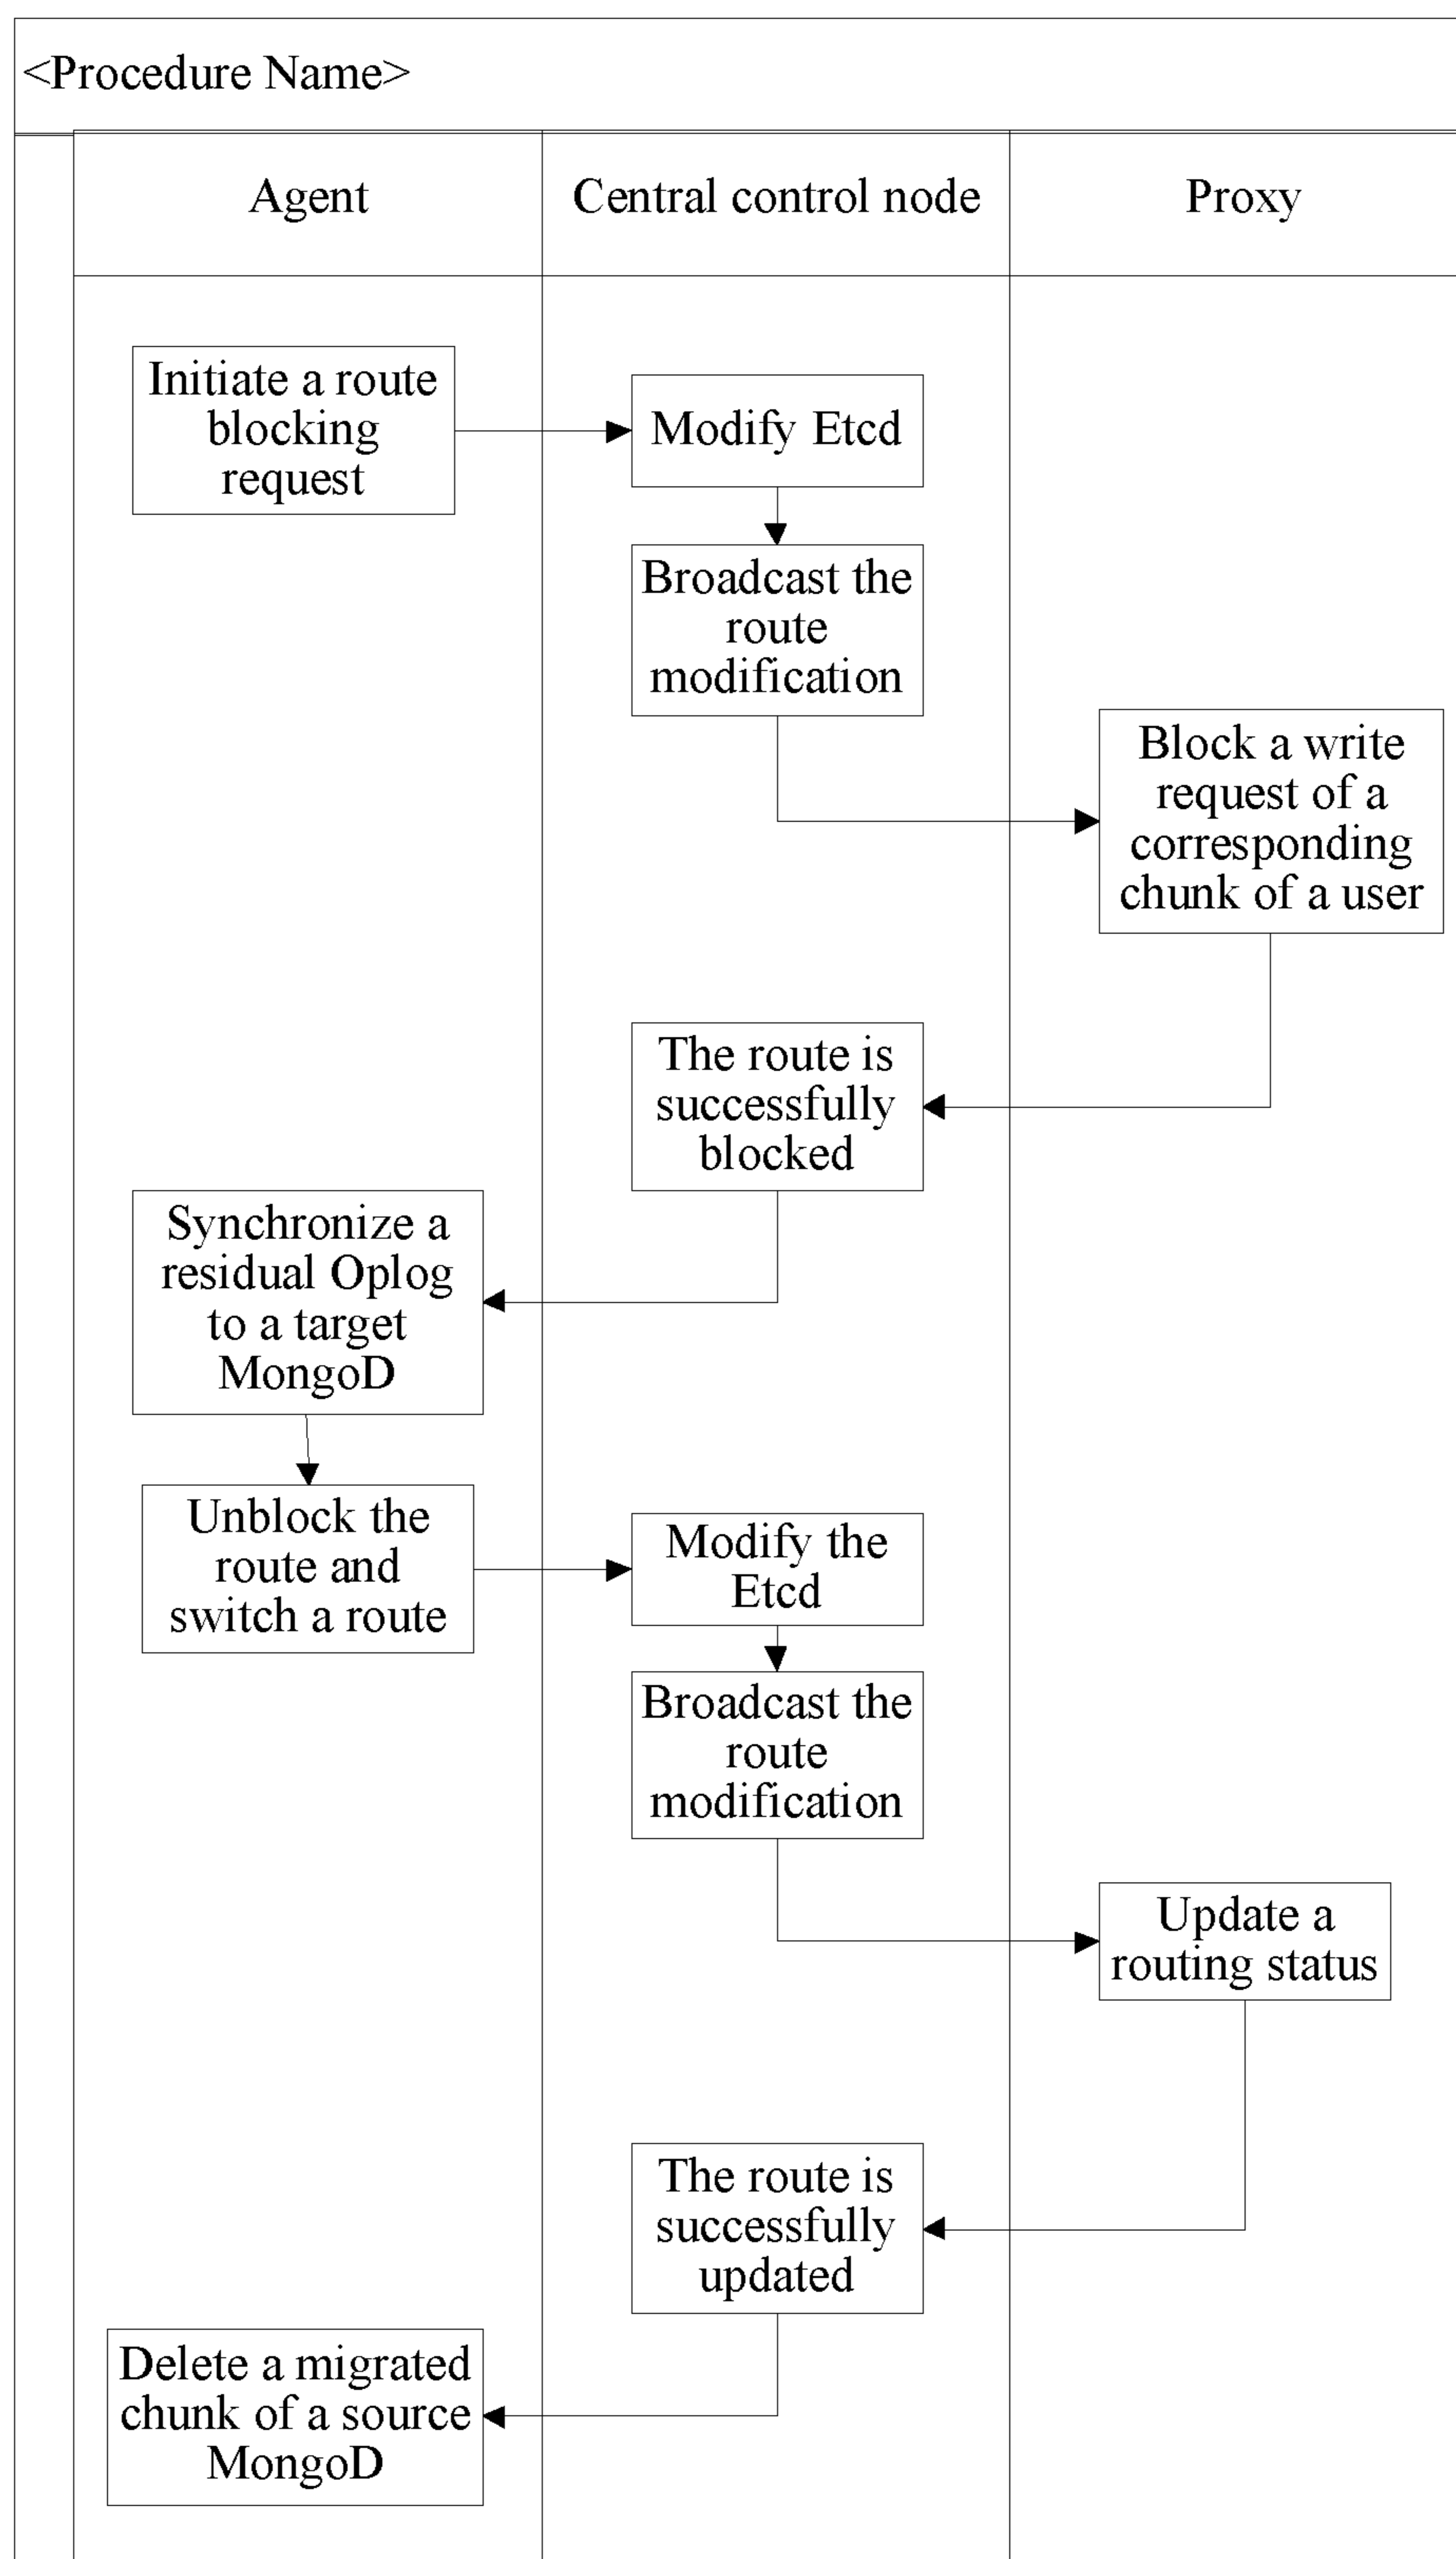 <Procedure Name>
Agent
Central control node
Proxy
Initiate a route
blocking
request
Modify Etcd
Broadcast the
route
modification
Block a write
request of a
corresponding
chunk of a user
The route is
successfully
blocked
Synchronize a
residual Oplog
to a target
MongoD
Unblock the
route and
switch a route
Modify the
Etcd
Broadcast the
route
modification
Update a
routing status
The route is
successfully
updated
Delete a migrated
chunk of a source
MongoD